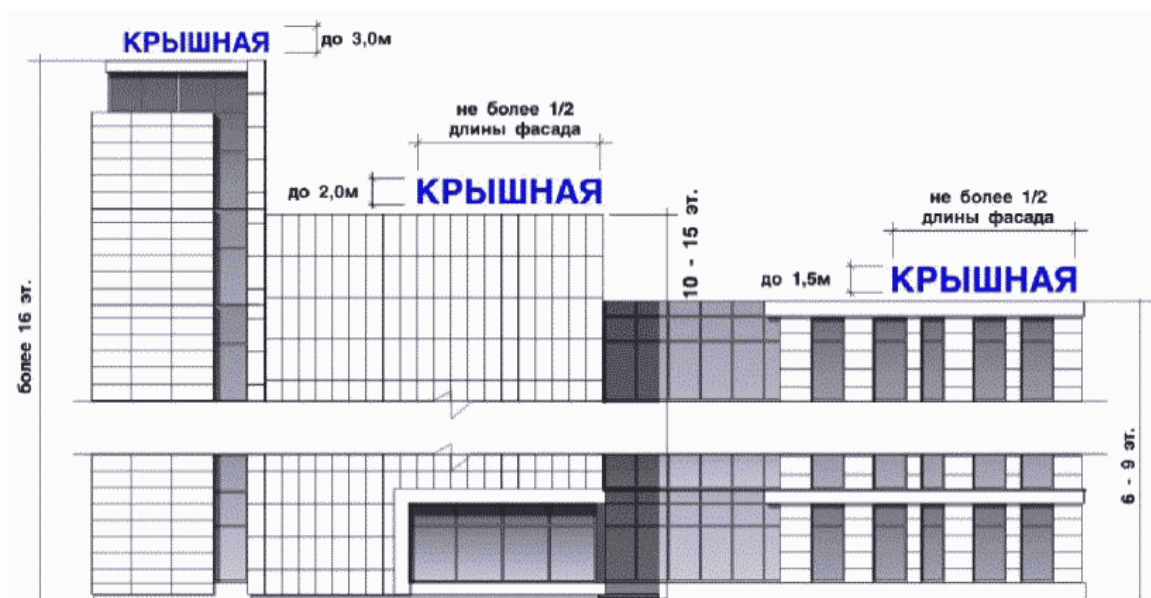 КРЫШНАЯ
до 3,0м
не более 1/2
длины фасада
до 2,0м
КРЫШНАЯ
10 - 15 эт.
не более 1/2
длины фасада
до 1,5м
КРЫШНАЯ
более 16 эт.
6 - 9 эт.